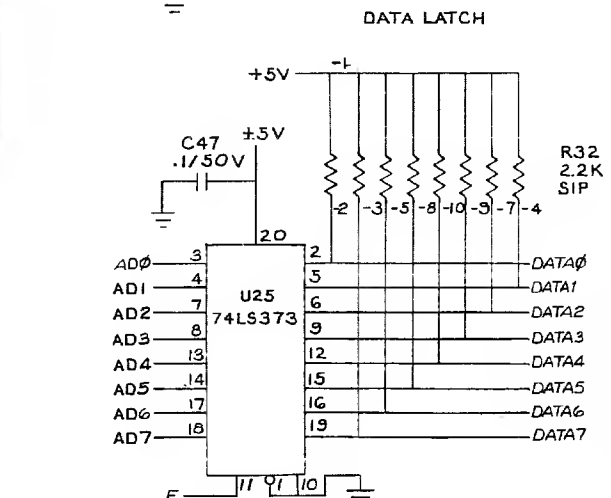 DATA LATCH
+5V -1
C47 +5V
.1/50V
R32
2.2K
SIP
-2 -3 -5 -8 -10 -9 -7 -4
20
ADØ 3 2 DATAØ
AD1 4 5 DATA1
U25
AD2 7 6 DATA2
74LS373
AD3 8 9 DATA3
AD4 13 12 DATA4
AD5 14 15 DATA5
AD6 17 16 DATA6
AD7 18 19 DATA7
11 1 10
E